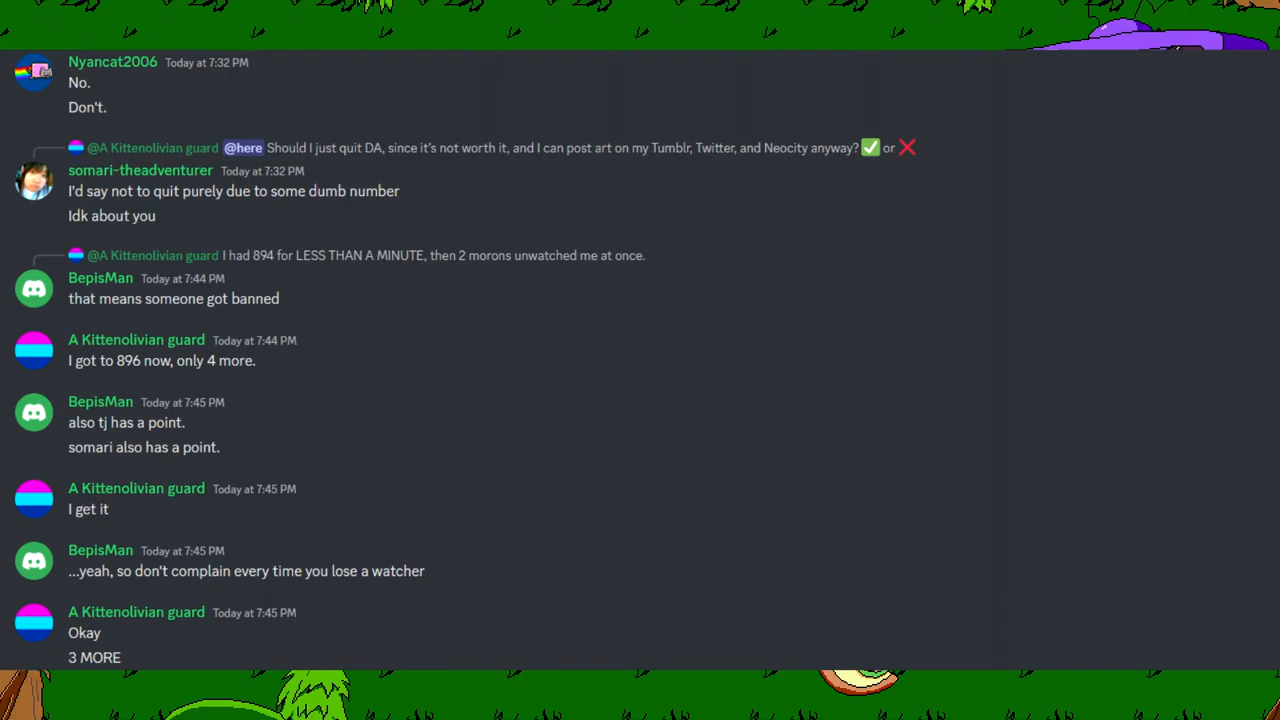 Nyancat2006 Today at 7:32 PM
No.
Don't.
@A Kittenolivian guard @here Should I just quit DA, since it's not worth it, and I can post art on my Tumblr, Twitter, and Neocity anyway? ✅ or ❌
somari-theadventurer Today at 7:32 PM
I'd say not to quit purely due to some dumb number
Idk about you
@A Kittenolivian guard I had 894 for LESS THAN A MINUTE, then 2 morons unwatched me at once.
BepisMan Today at 7:44 PM
that means someone got banned
A Kittenolivian guard Today at 7:44 PM
I got to 896 now, only 4 more.
BepisMan Today at 7:45 PM
also tj has a point.
somari also has a point.
A Kittenolivian guard Today at 7:45 PM
I get it
BepisMan Today at 7:45 PM
...yeah, so don't complain every time you lose a watcher
A Kittenolivian guard Today at 7:45 PM
Okay
3 MORE